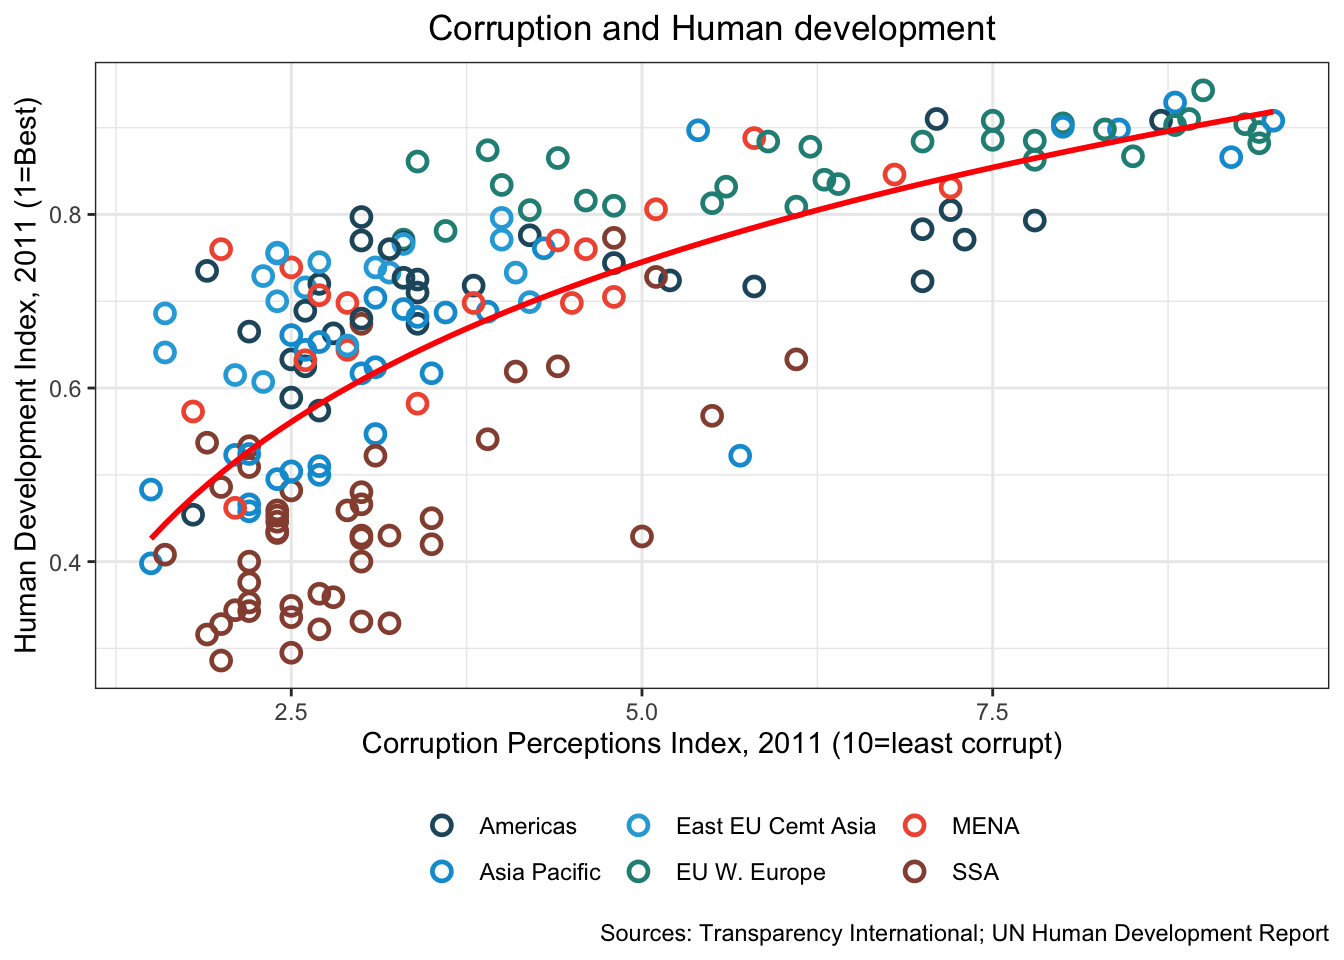 Corruption and Human development
Human Development Index, 2011 (1=Best)
0.8
0.6
0.4
2.5 5.0 7.5
Corruption Perceptions Index, 2011 (10=least corrupt)
Americas East EU Cemt Asia MENA
Asia Pacific EU W. Europe SSA
Sources: Transparency International; UN Human Development Report